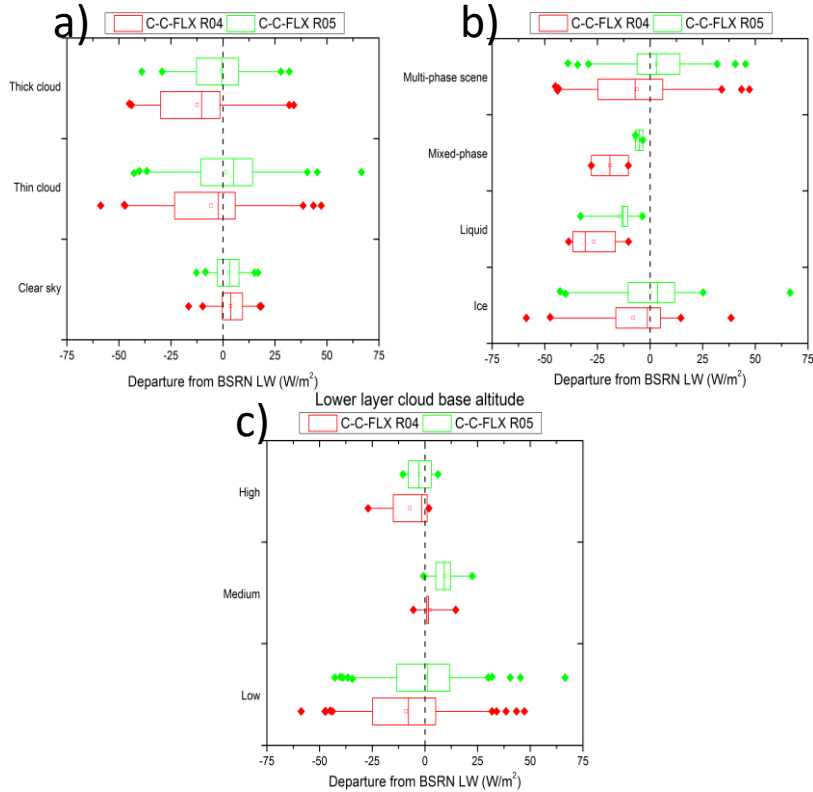 a)
C-C-FLX R04 C-C-FLX R05
Thick cloud
Thin cloud
Clear sky
-75 -50 -25 0 25 50 75
Departure from BSRN LW (W/m²)
b)
C-C-FLX R04 C-C-FLX R05
Multi-phase scene
Mixed-phase
Liquid
Ice
-75 -50 -25 0 25 50 75
Departure from BSRN LW (W/m²)
Lower layer cloud base altitude
c)
C-C-FLX R04 C-C-FLX R05
High
Medium
Low
-75 -50 -25 0 25 50 75
Departure from BSRN LW (W/m²)